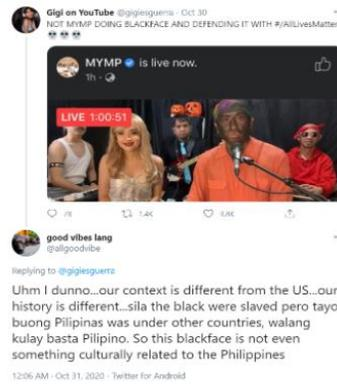 Gigi on YouTube @gigiesguerra · Oct 30
NOT MYMP DOING BLACKFACE AND DEFENDING IT WITH #AllLivesMatter
MYMP is live now.
1h ·
LIVE 1:00:51
1.4K
good vibes lang
@allgoodvibe
Replying to @gigiesguerra
Uhm I dunno...our context is different from the US...our
history is different...sila the black were slaved pero tayo
buong Pilipinas was under other countries, walang
kulay basta Pilipino. So this blackface is not even
something culturally related to the Philippines
12:06 AM · Oct 31, 2020 · Twitter for Android